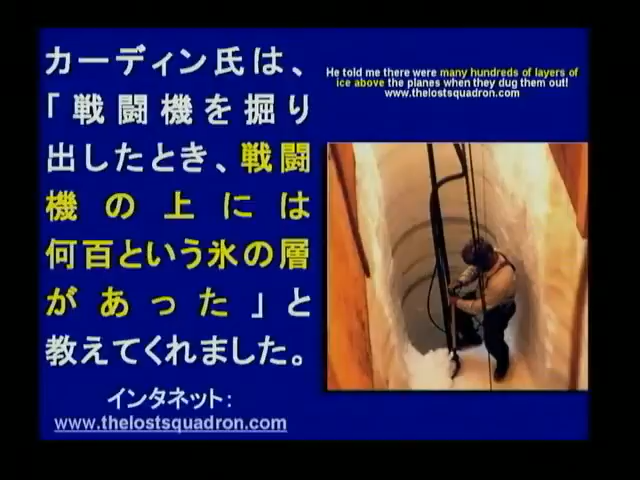 カーディン氏は、
「戦闘機を掘り
出したとき、戦闘
機の上には
何百という氷の層
があった」と
教えてくれました。
インタネット：
www.thelostsquadron.com
He told me there were many hundreds of layers of
ice above the planes when they dug them out!
www.thelostsquadron.com